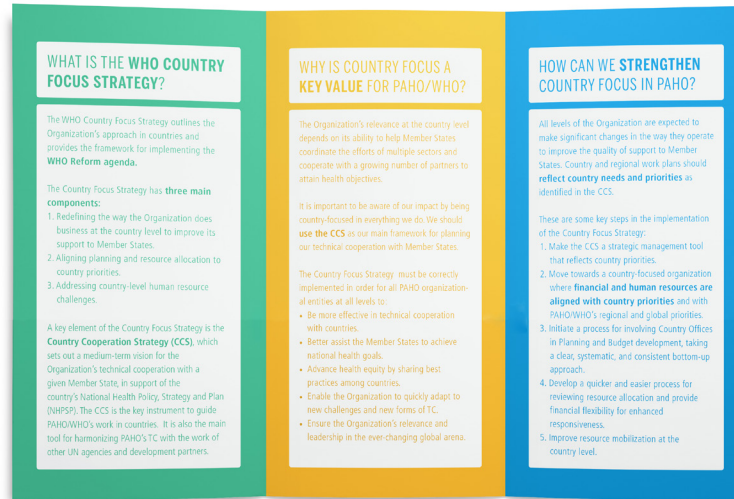 WHAT IS THE WHO COUNTRY
FOCUS STRATEGY?
The WHO Country Focus Strategy outlines the
Organization's approach in countries and
provides the framework for implementing the
WHO Reform agenda.
The Country Focus Strategy has three main
components:
1. Redefining the way the Organization does
business at the country level to improve its
support to Member States.
2. Aligning planning and resource allocation to
country priorities.
3. Addressing country-level human resource
challenges.
A key element of the Country Focus Strategy is the
Country Cooperation Strategy (CCS), which
sets out a medium-term vision for the
Organization's technical cooperation with a
given Member State, in support of the
country's National Health Policy, Strategy and Plan
(NHPSP). The CCS is the key instrument to guide
PAHO/WHO's work in countries. It is also the main
tool for harmonizing PAHO's TC with the work of
other UN agencies and development partners.
WHY IS COUNTRY FOCUS A
KEY VALUE FOR PAHO/WHO?
The Organization's relevance at the country level
depends on its ability to help Member States
coordinate the efforts of multiple sectors and
cooperate with a growing number of partners to
attain health objectives.
It is important to be aware of our impact by being
country-focused in everything we do. We should
use the CCS as our main framework for planning
our technical cooperation with Member States.
The Country Focus Strategy must be correctly
implemented in order for all PAHO organization-
al entities at all levels to:
• Be more effective in technical cooperation
with countries.
• Better assist the Member States to achieve
national health goals.
• Advance health equity by sharing best
practices among countries.
• Enable the Organization to quickly adapt to
new challenges and new forms of TC.
• Ensure the Organization's relevance and
leadership in the ever-changing global arena.
HOW CAN WE STRENGTHEN
COUNTRY FOCUS IN PAHO?
All levels of the Organization are expected to
make significant changes in the way they operate
to improve the quality of support to Member
States. Country and regional work plans should
reflect country needs and priorities as
identified in the CCS.
These are some key steps in the implementation
of the Country Focus Strategy:
1. Make the CCS a strategic management tool
that reflects country priorities.
2. Move towards a country-focused organization
where financial and human resources are
aligned with country priorities and with
PAHO/WHO's regional and global priorities.
3. Initiate a process for involving Country Offices
in Planning and Budget development, taking
a clear, systematic, and consistent bottom-up
approach.
4. Develop a quicker and easier process for
reviewing resource allocation and provide
financial flexibility for enhanced
responsiveness.
5. Improve resource mobilization at the
country level.